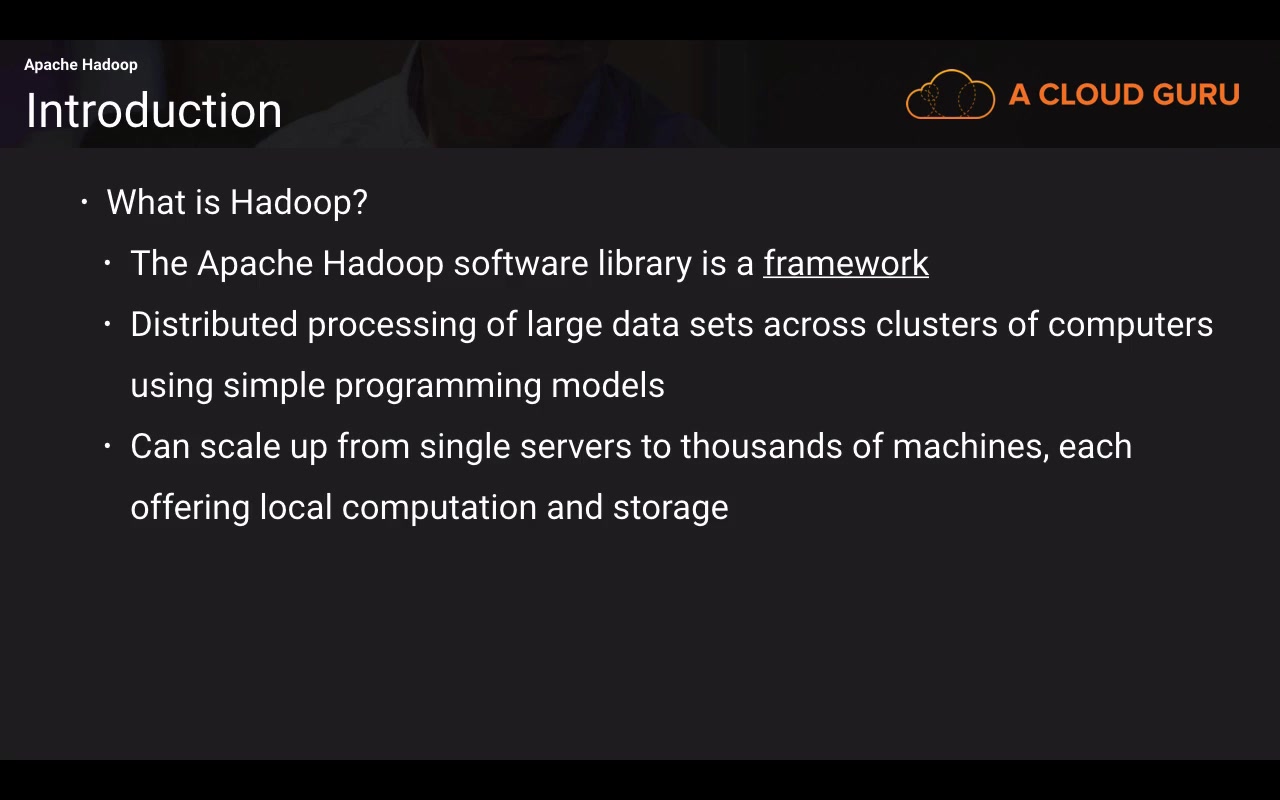 Apache Hadoop
Introduction
A CLOUD GURU
• What is Hadoop?
• The Apache Hadoop software library is a framework
• Distributed processing of large data sets across clusters of computers
using simple programming models
• Can scale up from single servers to thousands of machines, each
offering local computation and storage